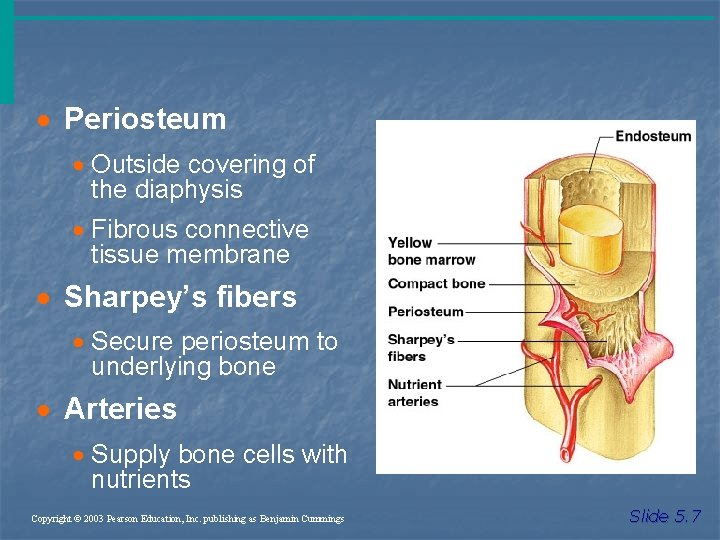 • Periosteum
• Outside covering of
the diaphysis
• Fibrous connective
tissue membrane
• Sharpey’s fibers
• Secure periosteum to
underlying bone
• Arteries
• Supply bone cells with
nutrients
Endosteum
Yellow
bone marrow
Compact bone
Periosteum
Sharpey’s
fibers
Nutrient
arteries
Copyright © 2003 Pearson Education, Inc. publishing as Benjamin Cummings
Slide 5.7